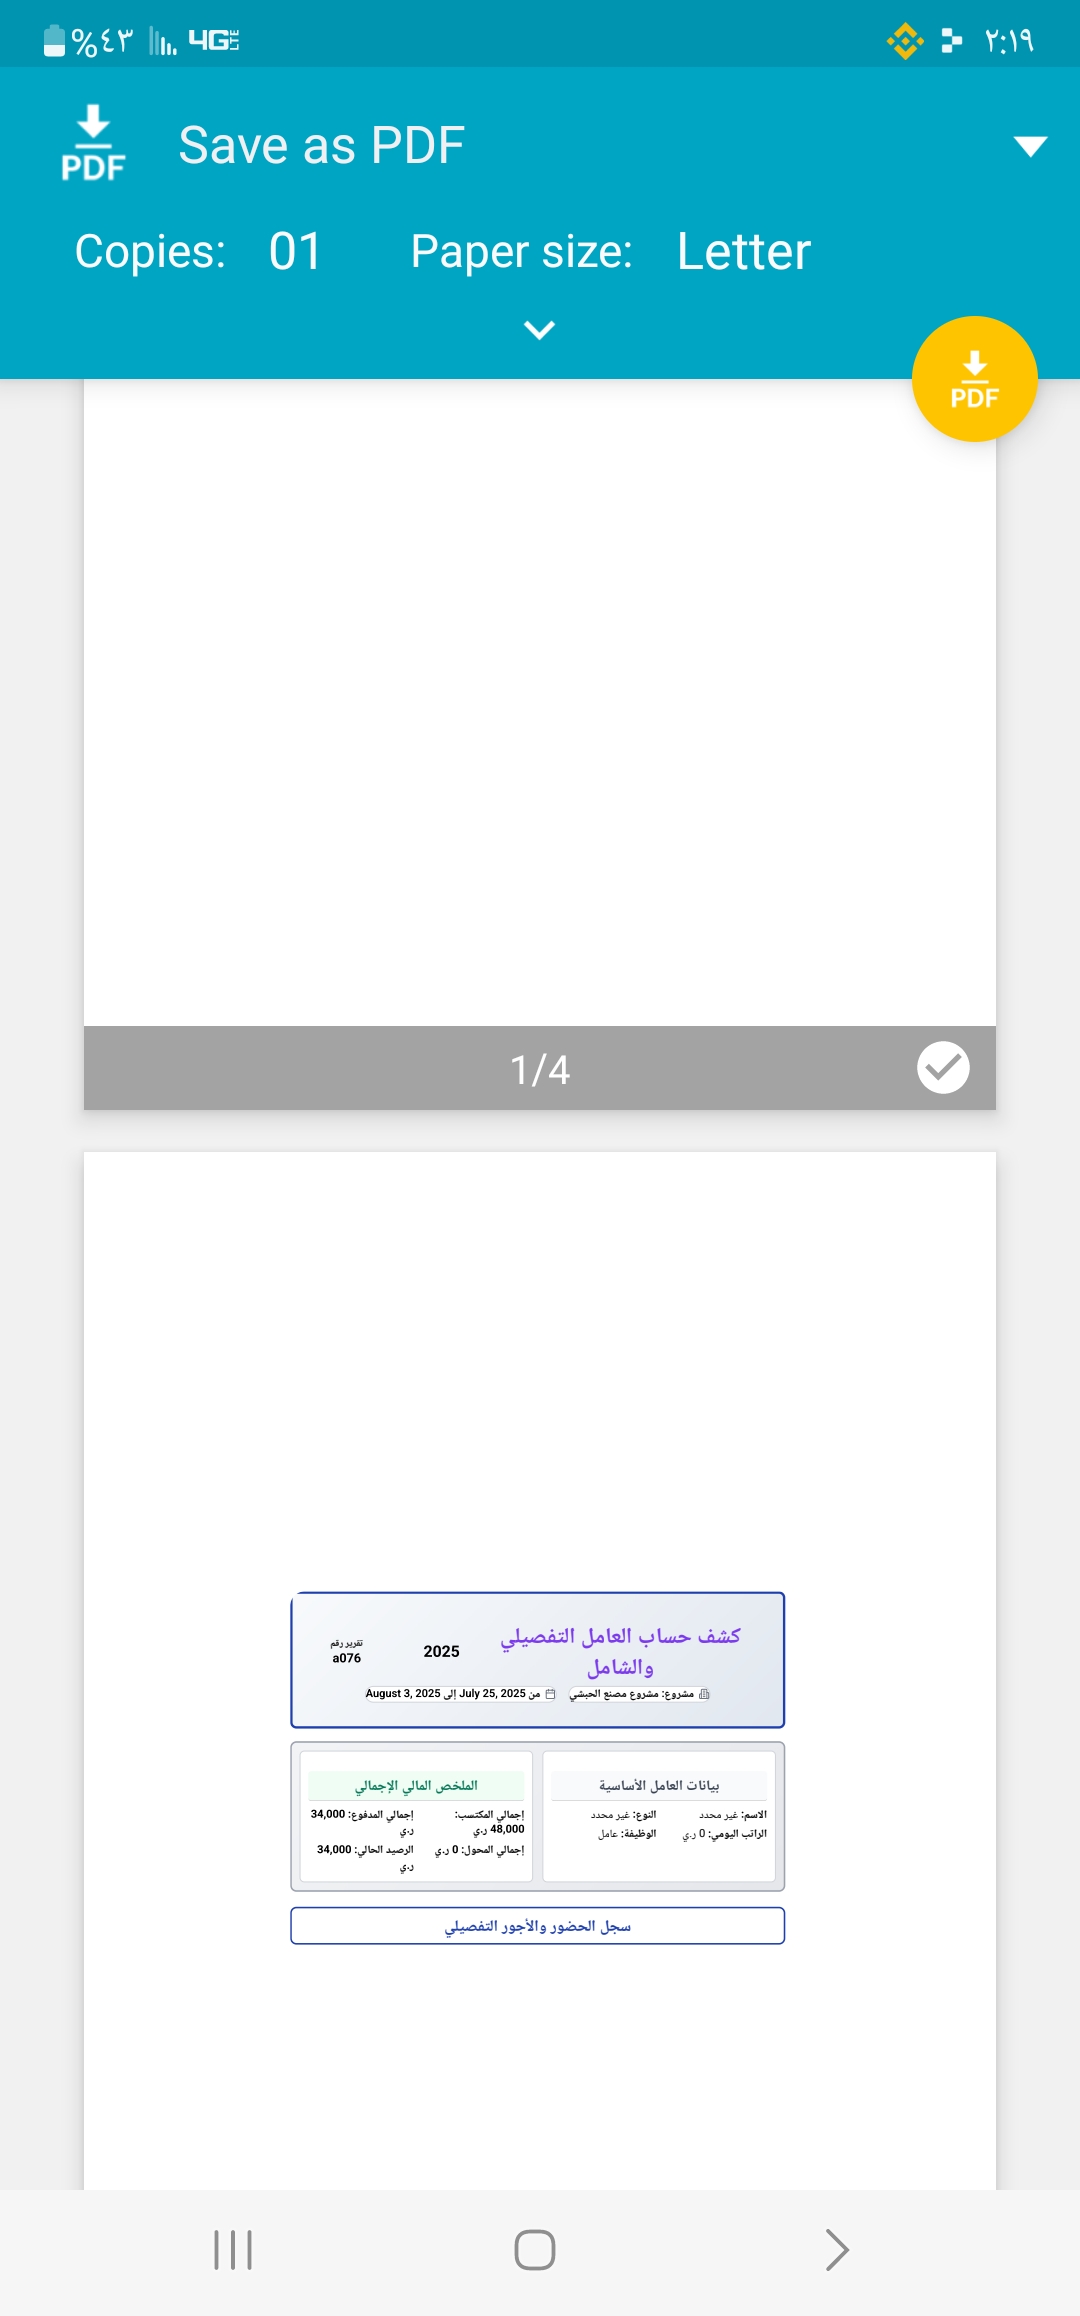 %٤٣ 4G LTE ٢:١٩
PDF Save as PDF
Copies: 01 Paper size: Letter
PDF
1/4
كشف حساب العامل التفصيلي
والشامل
2025
تقرير رقم
a076
مشروع: مشروع مصنع الحبشي
من July 25, 2025 إلى August 3, 2025
بيانات العامل الأساسية
الاسم: غير محدد
النوع: غير محدد
الراتب اليومي: 0 ر.ي
الوظيفة: عامل
الملخص المالي الإجمالي
إجمالي المكتسب:
48,000 ر.ي
إجمالي المدفوع: 34,000
ر.ي
إجمالي المحول: 0 ر.ي
الرصيد الحالي: 34,000
ر.ي
سجل الحضور والأجور التفصيلي